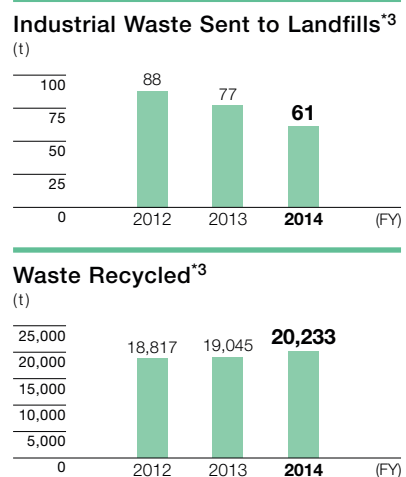 Industrial Waste Sent to Landfills*3
(t)
100
88
77
75
61
50
25
0
2012 2013 2014 (FY)
Waste Recycled*3
(t)
25,000
18,817 19,045 20,233
20,000
15,000
10,000
5,000
0
2012 2013 2014 (FY)